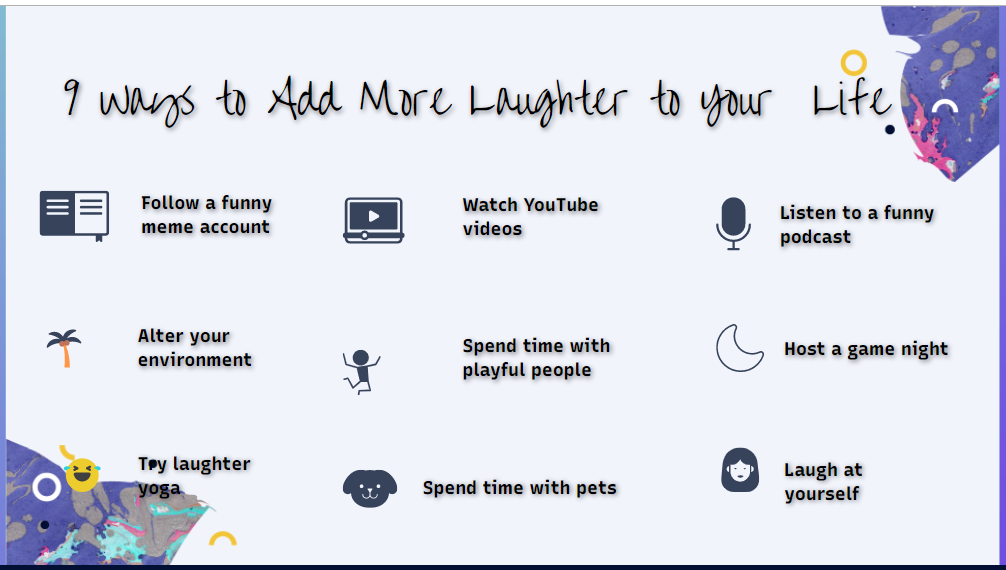 9 Ways to Add More Laughter to your Life
Follow a funny
meme account
Watch YouTube
videos
Listen to a funny
podcast
Alter your
environment
Spend time with
playful people
Host a game night
Try laughter
yoga
Spend time with pets
Laugh at
yourself